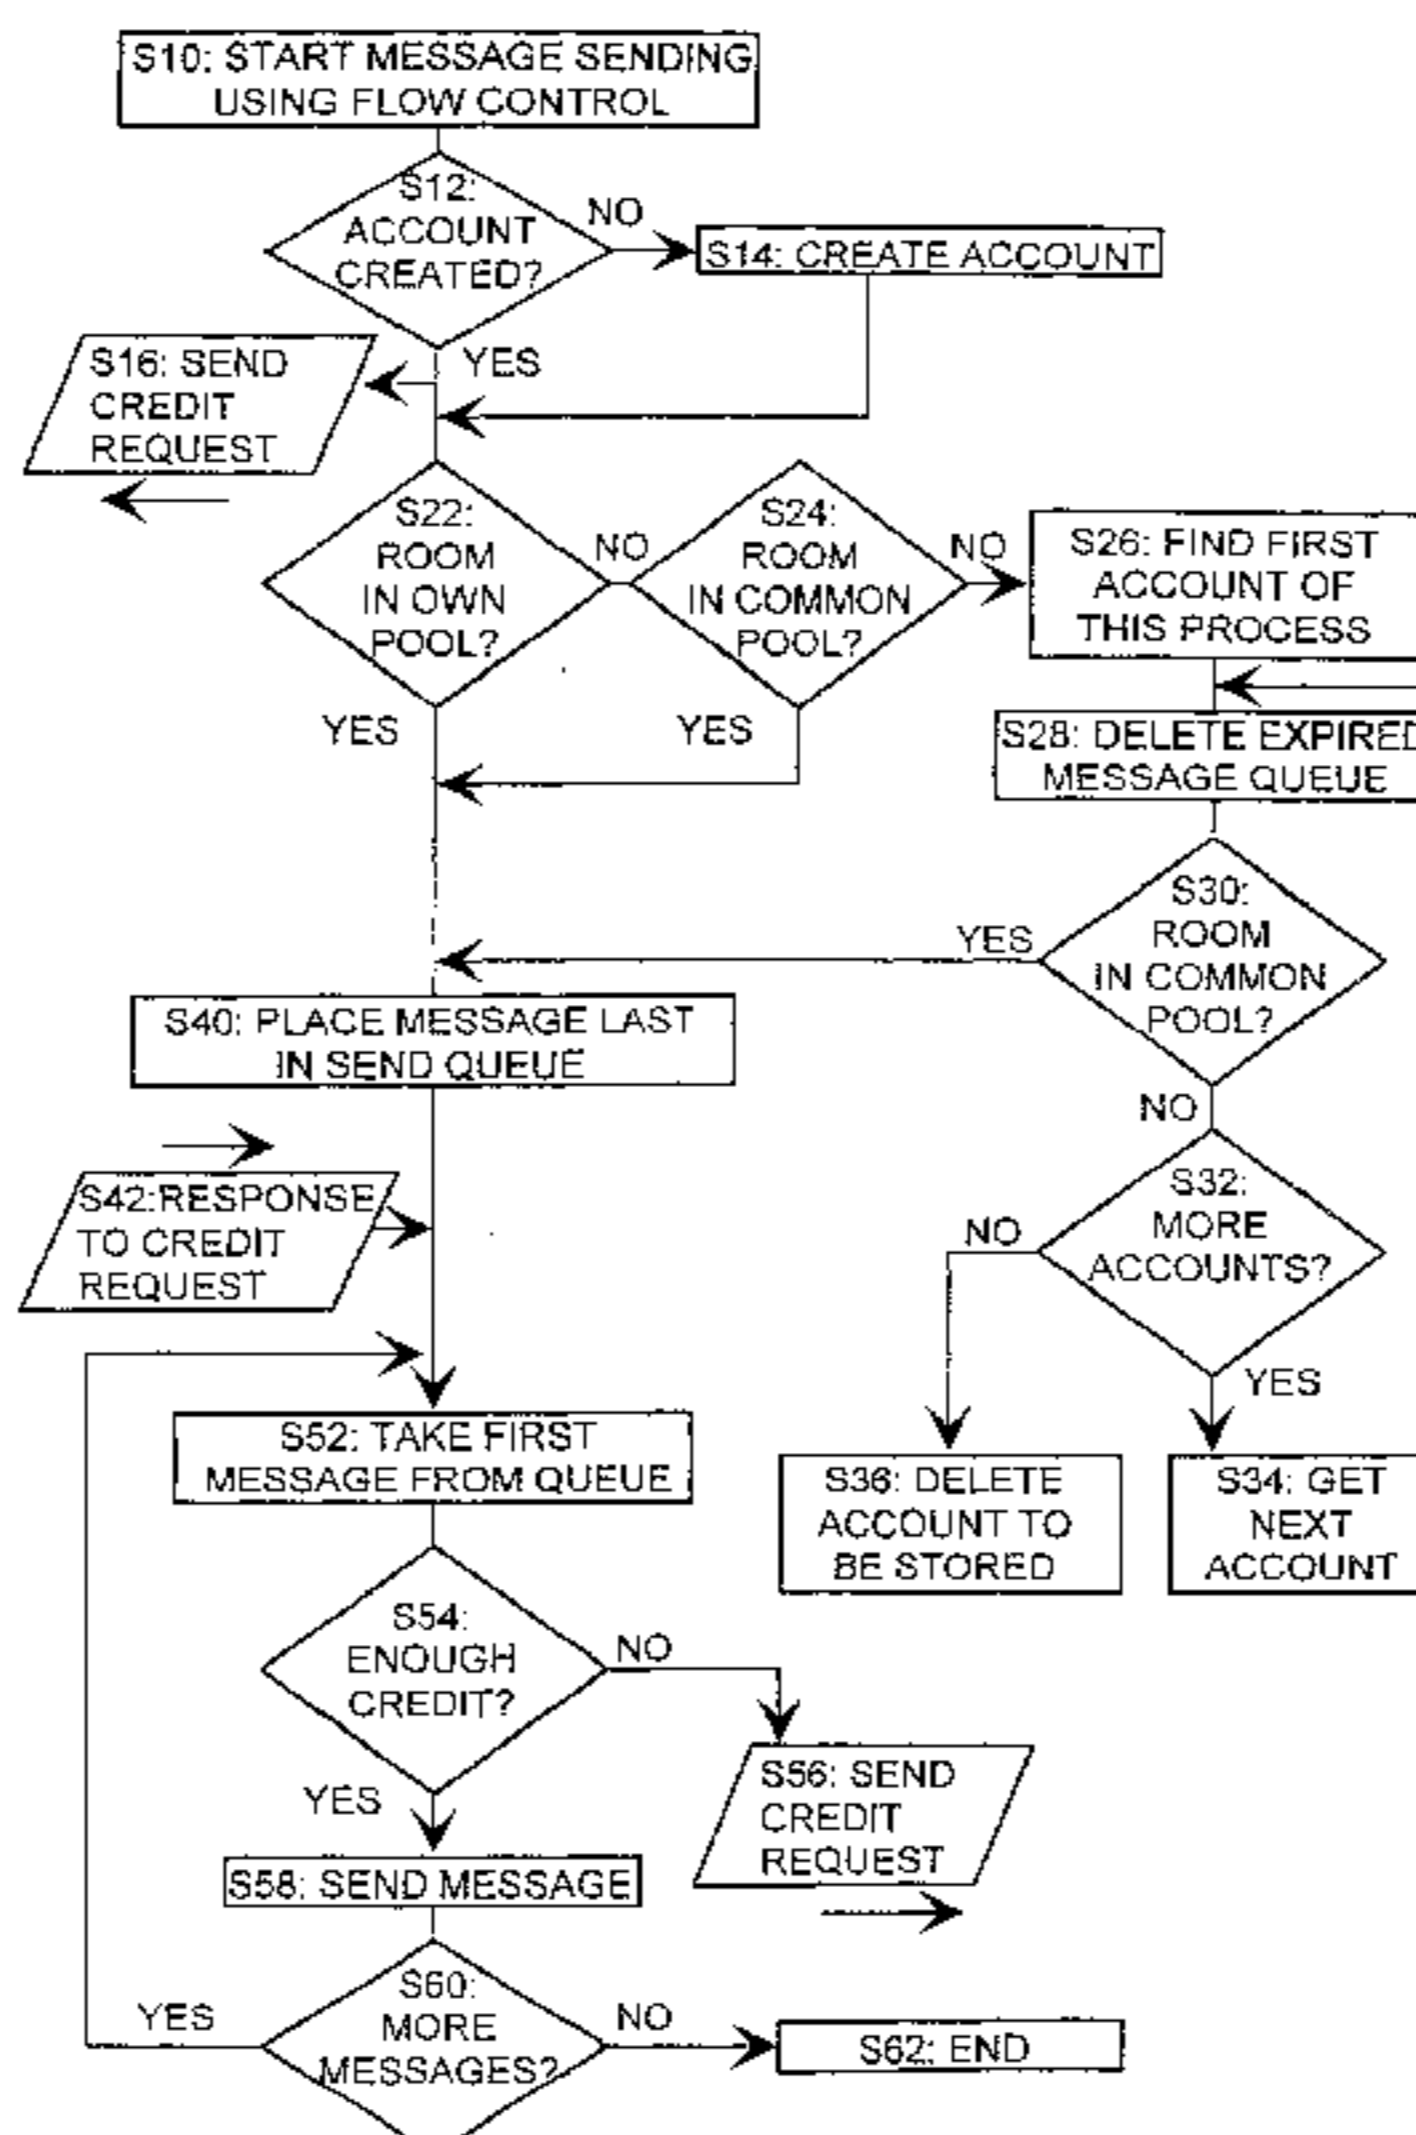 S10: START MESSAGE SENDING
USING FLOW CONTROL
S12:
ACCOUNT
CREATED?
NO
S14: CREATE ACCOUNT
YES
S16: SEND
CREDIT
REQUEST
S22:
ROOM
IN OWN
POOL?
NO
S24:
ROOM
IN COMMON
POOL?
NO
S26: FIND FIRST
ACCOUNT OF
THIS PROCESS
YES
YES
S28: DELETE EXPIRED
MESSAGE QUEUE
S30:
ROOM
IN COMMON
POOL?
YES
S40: PLACE MESSAGE LAST
IN SEND QUEUE
NO
S42:RESPONSE
TO CREDIT
REQUEST
S32:
MORE
ACCOUNTS?
NO
YES
S52: TAKE FIRST
MESSAGE FROM QUEUE
S36: DELETE
ACCOUNT TO
BE STORED
S34: GET
NEXT
ACCOUNT
S54:
ENOUGH
CREDIT?
NO
S56: SEND
CREDIT
REQUEST
YES
S58: SEND MESSAGE
S60:
MORE
MESSAGES?
YES
NO
S62: END